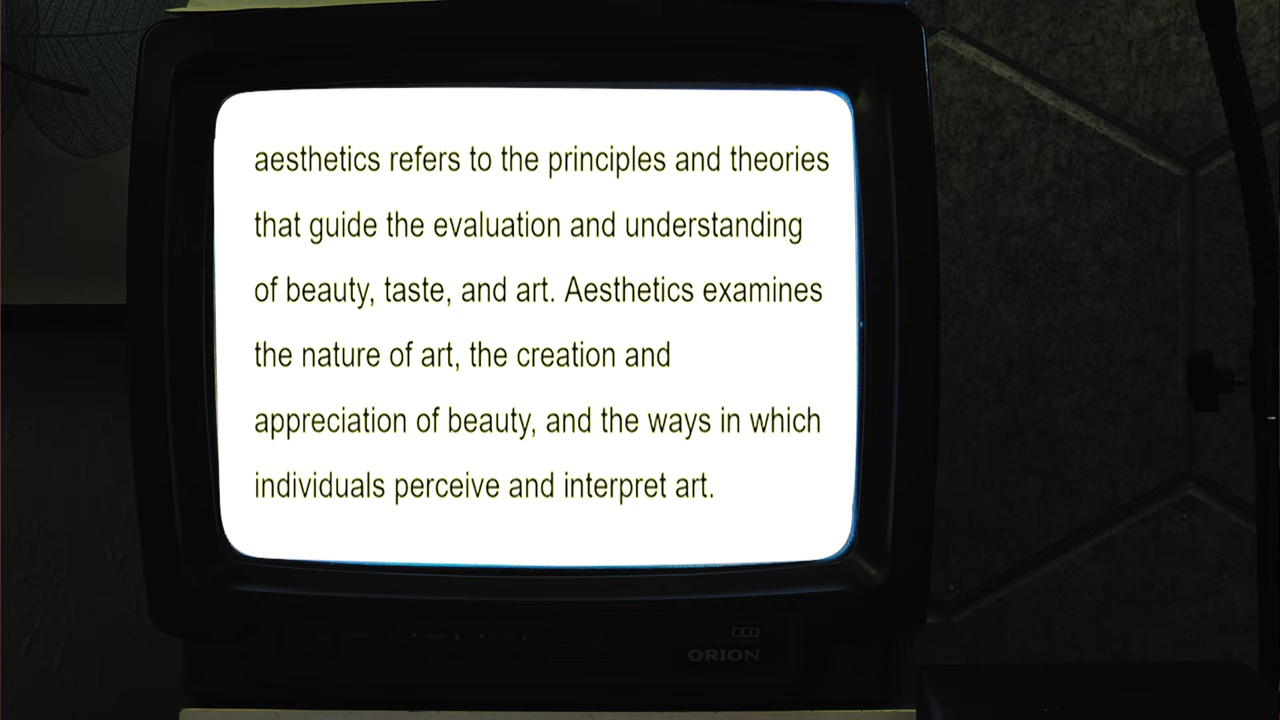 aesthetics refers to the principles and theories
that guide the evaluation and understanding
of beauty, taste, and art. Aesthetics examines
the nature of art, the creation and
appreciation of beauty, and the ways in which
individuals perceive and interpret art.
CCD
ORION